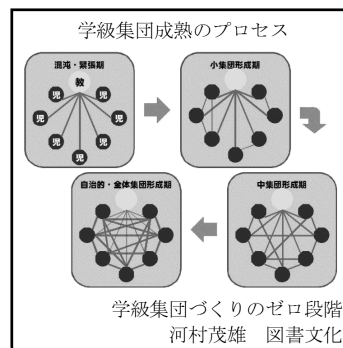 学級集団成熟のプロセス
混沌・緊張期
教
児 児
児 児
児 児
児
小集団形成期
自治的・全体集団形成期
中集団形成期
学級集団づくりのゼロ段階
河村茂雄 図書文化